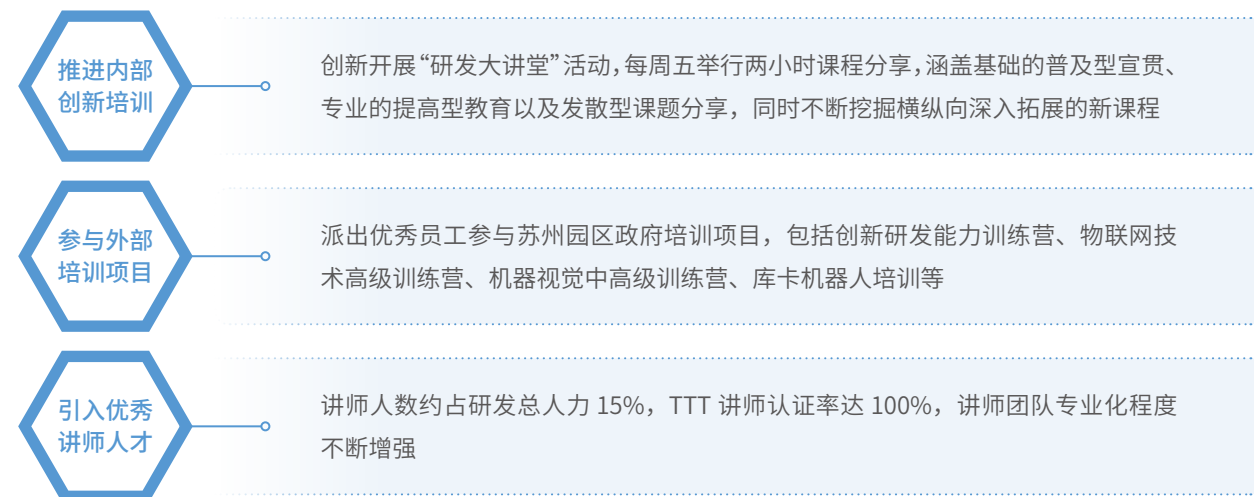 推进内部
创新培训
创新开展“研发大讲堂”活动，每周五举行两小时课程分享，涵盖基础的普及型宣贯、
专业的提高型教育以及发散型课题分享，同时不断挖掘横纵向深入拓展的新课程
参与外部
培训项目
派出优秀员工参与苏州园区政府培训项目，包括创新研发能力训练营、物联网技
术高级训练营、机器视觉中高级训练营、库卡机器人培训等
引入优秀
讲师人才
讲师人数约占研发总人力 15%，TTT 讲师认证率达 100%，讲师团队专业化程度
不断增强